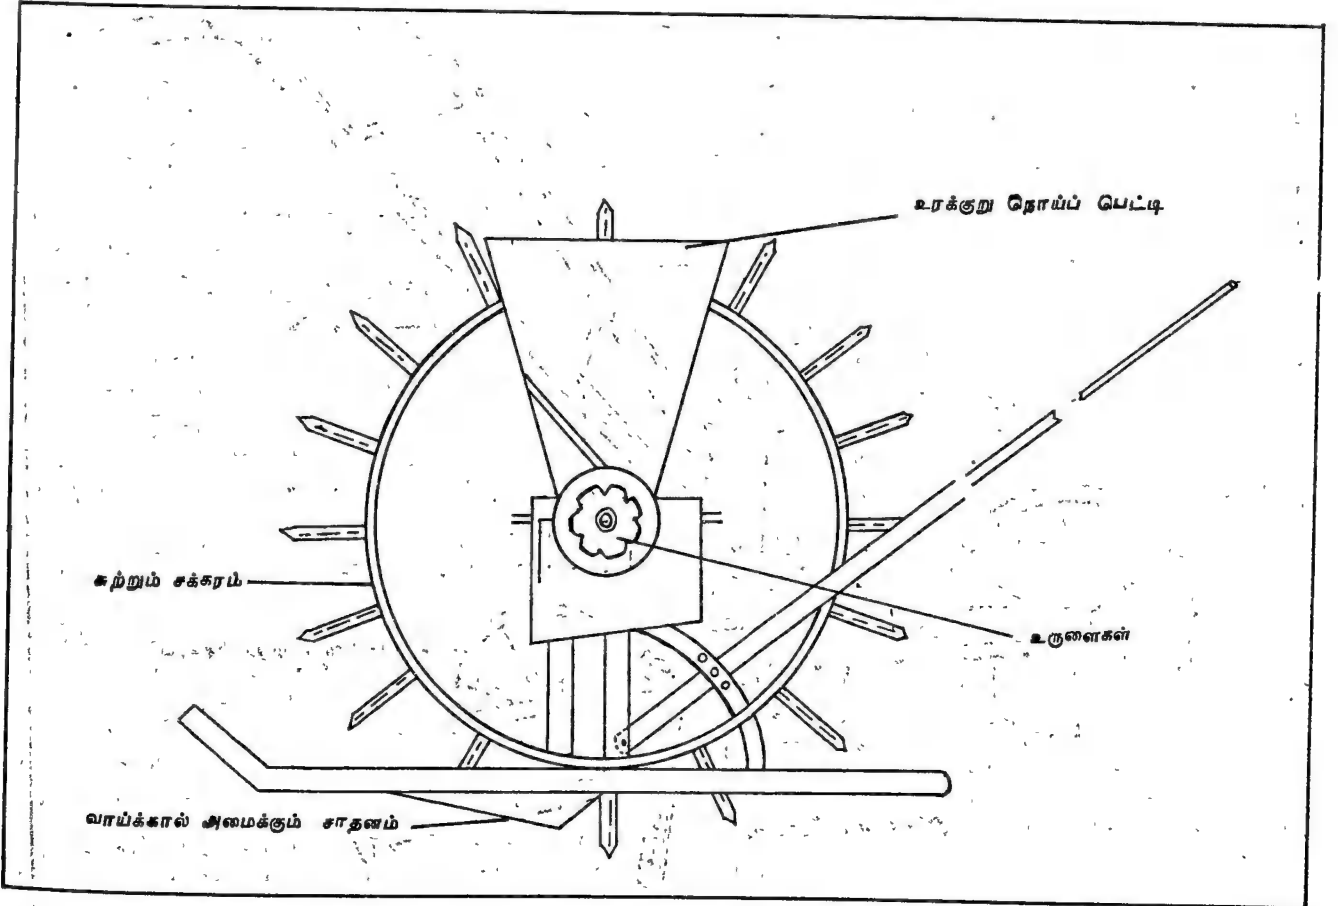 உரக்குறு நொய்ப் பெட்டி
சுற்றும் சக்கரம்
உருளைகள்
வாய்க்கால் அமைக்கும் சாதனம்